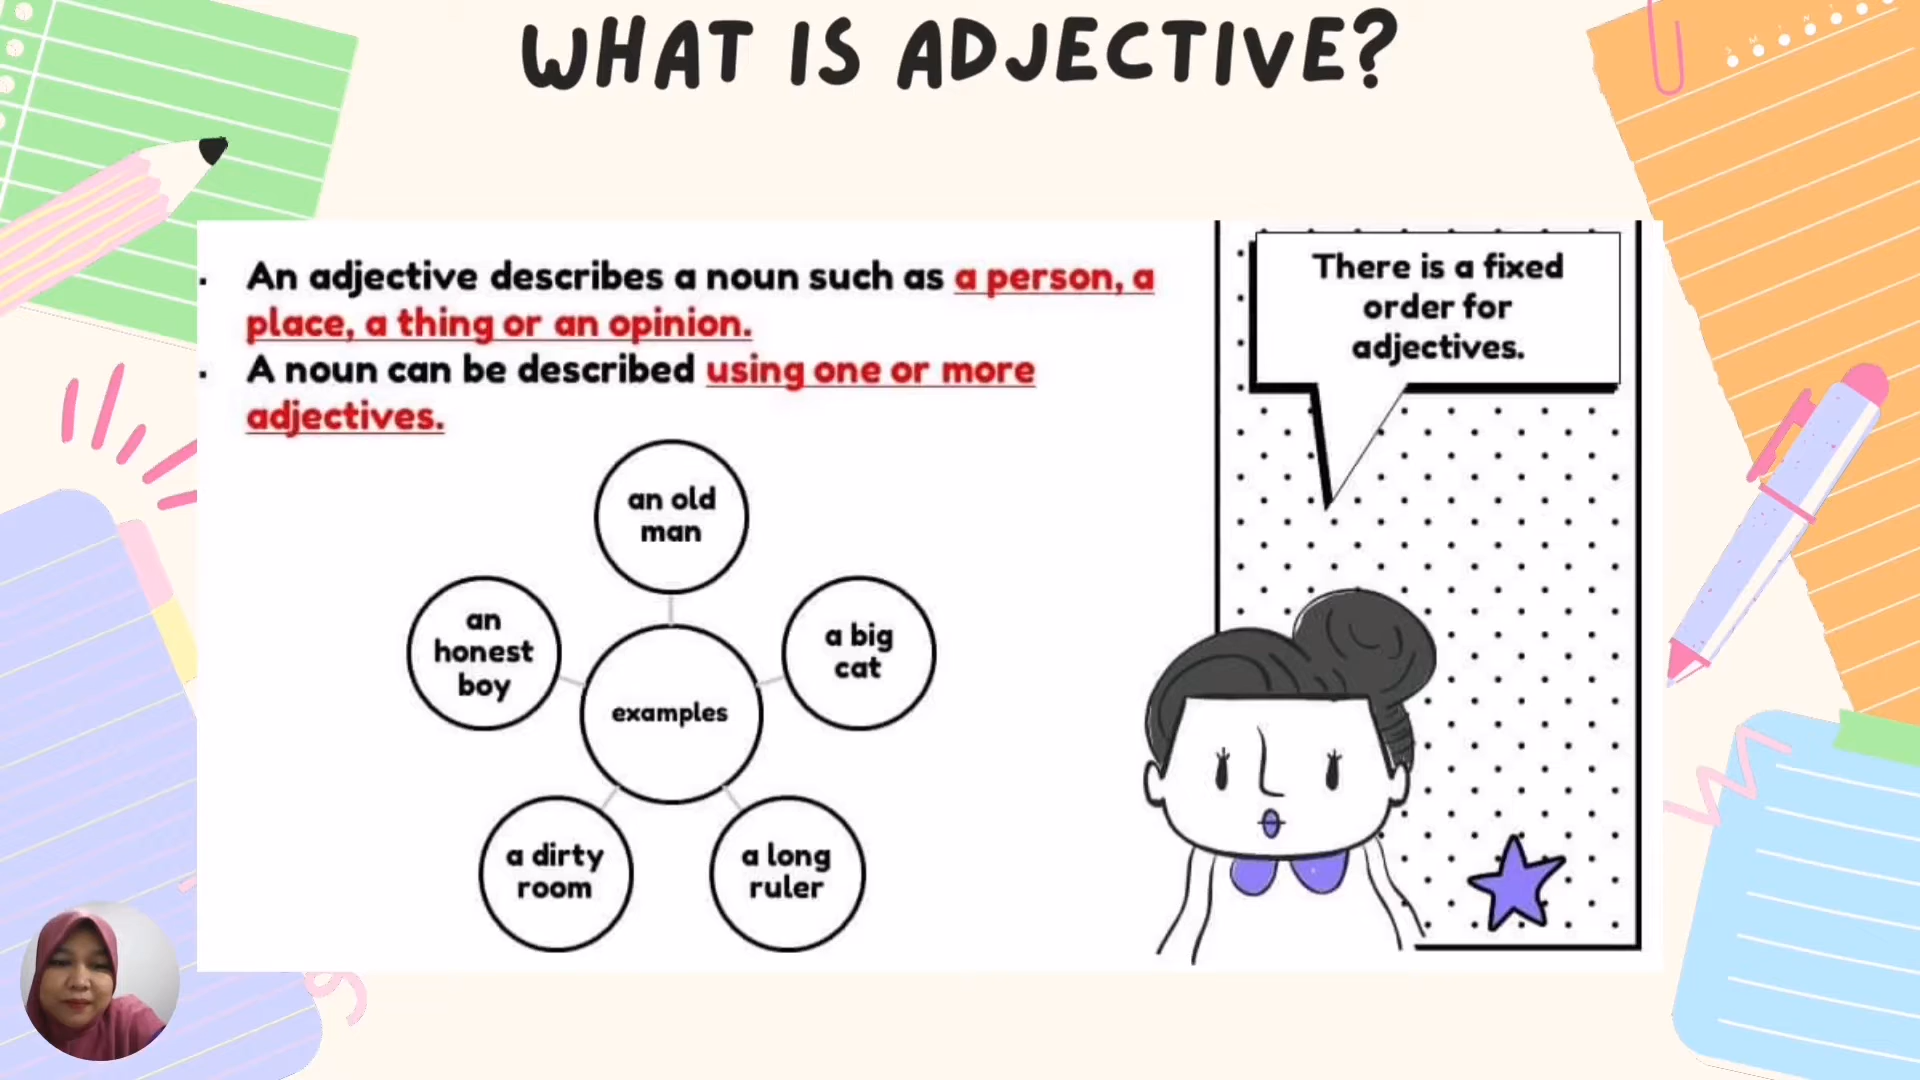 WHAT IS ADJECTIVE?
An adjective describes a noun such as a person, a
place, a thing or an opinion.
A noun can be described using one or more
adjectives.
There is a fixed
order for
adjectives.
an old
man
an
honest
boy
a big
cat
examples
a dirty
room
a long
ruler